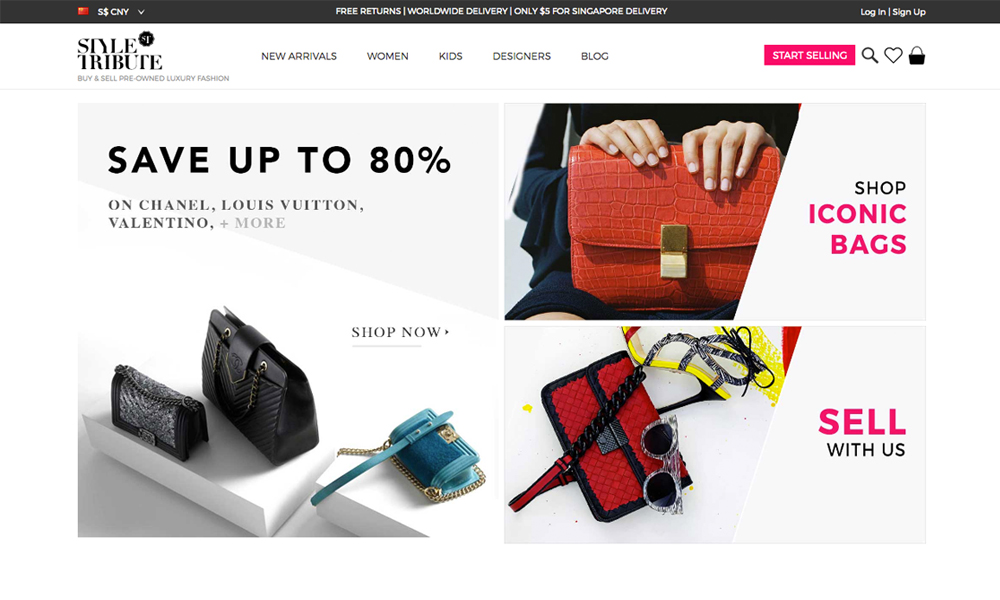 S$ CNY
FREE RETURNS | WORLDWIDE DELIVERY | ONLY $5 FOR SINGAPORE DELIVERY
Log In | Sign Up
STYLE ST
TRIBUTE
BUY & SELL PRE-OWNED LUXURY FASHION
NEW ARRIVALS
WOMEN
KIDS
DESIGNERS
BLOG
START SELLING
SAVE UP TO 80%
ON CHANEL, LOUIS VUITTON,
VALENTINO, + MORE
SHOP NOW
SHOP
ICONIC
BAGS
SELL
WITH US